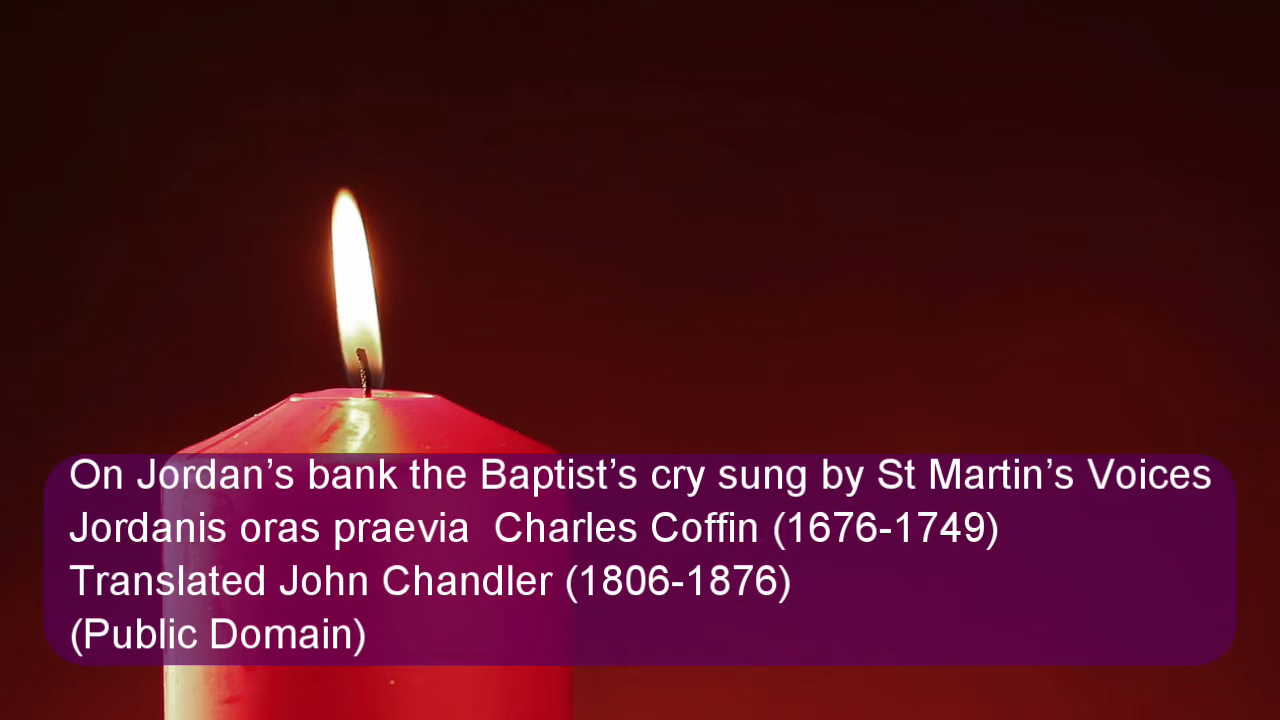 On Jordan’s bank the Baptist’s cry sung by St Martin’s Voices
Jordanis oras praevia  Charles Coffin (1676-1749)
Translated John Chandler (1806-1876)
(Public Domain)